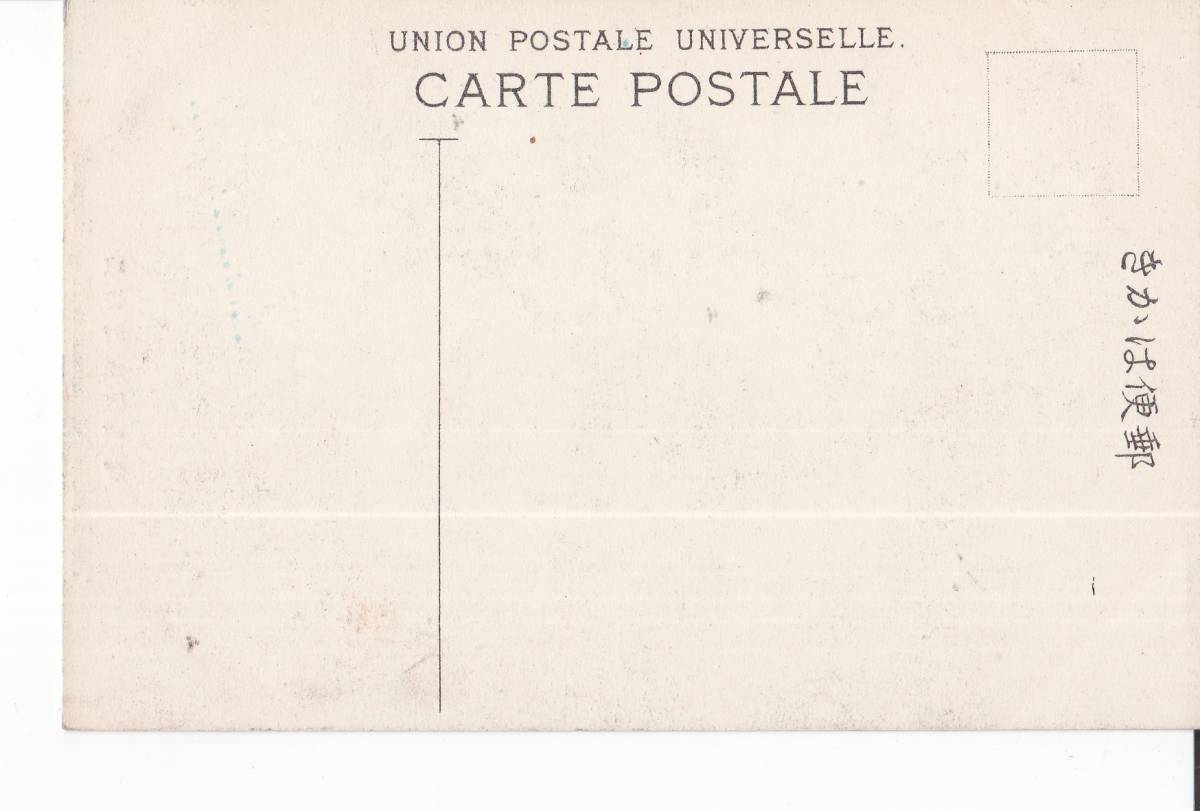 UNION POSTALE UNIVERSELLE.
CARTE POSTALE
きかは便郵